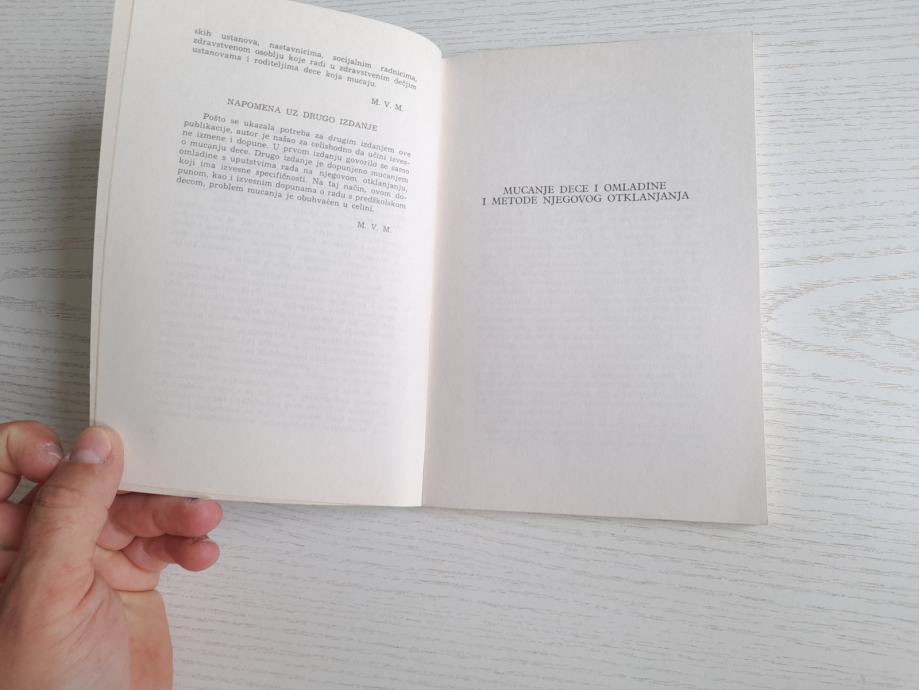 skih ustanova, nastavnicima, socijalnim radnicima,
zdravstvenom osoblju koje radi u zdravstvenim dečjim
ustanovama i roditeljima dece koja mucaju.
M. V. M.
NAPOMENA UZ DRUGO IZDANJE
Pošto se ukazala potreba za drugim izdanjem ove
publikacije, autor je našao za celishodno da učini izves-
ne izmene i dopune. U prvom izdanju govorilo se samo
o mucanju dece. Drugo izdanje je dopunjeno mucanjem
omladine s uputstvima rada na njegovom otklanjanju,
koji ima izvesne specifičnosti. Na taj način, ovom do-
punom, kao i izvesnim dopunama o radu s predškolskom
decom, problem mucanja je obuhvaćen u celini.
M. V. M.
MUCANJE DECE I OMLADINE
I METODE NJEGOVOG OTKLANJANJA